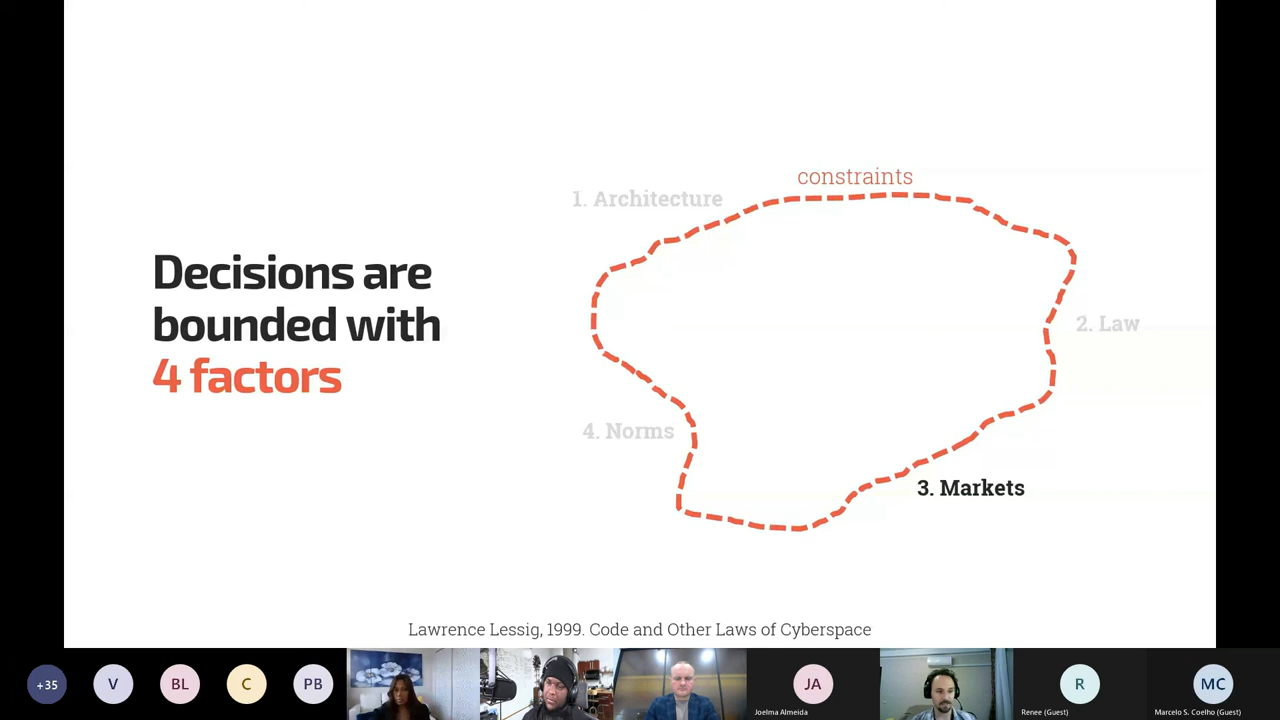 constraints
1. Architecture
Decisions are
bounded with
4 factors
2. Law
4. Norms
3. Markets
Lawrence Lessig, 1999. Code and Other Laws of Cyberspace
+35
V
BL
C
PB
JA
Joelma Almeida
R
Renee (Guest)
MC
Marcelo S. Coelho (Guest)